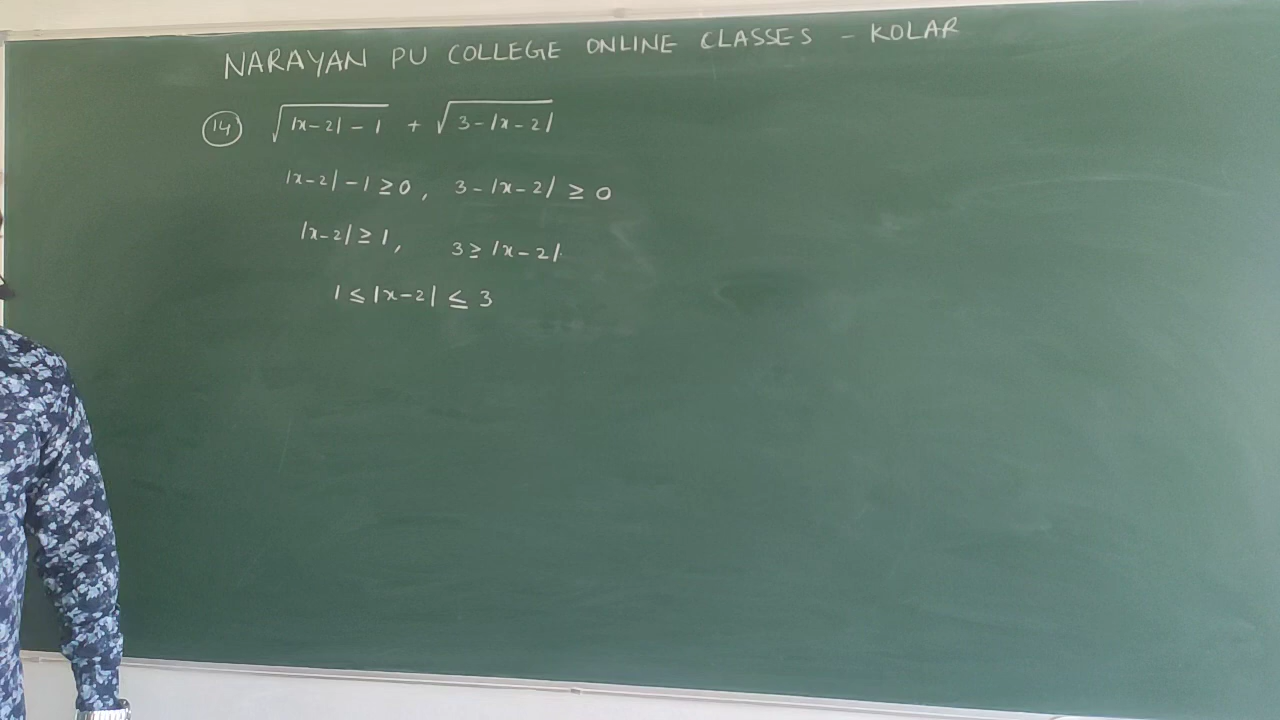 NARAYAN PU COLLEGE ONLINE CLASSES - KOLAR
14 √|x-2|-1 + √3-|x-2|
|x-2|-1≥0, 3-|x-2| ≥ 0
|x-2|≥1, 3≥|x-2|.
1≤|x-2| ≤ 3